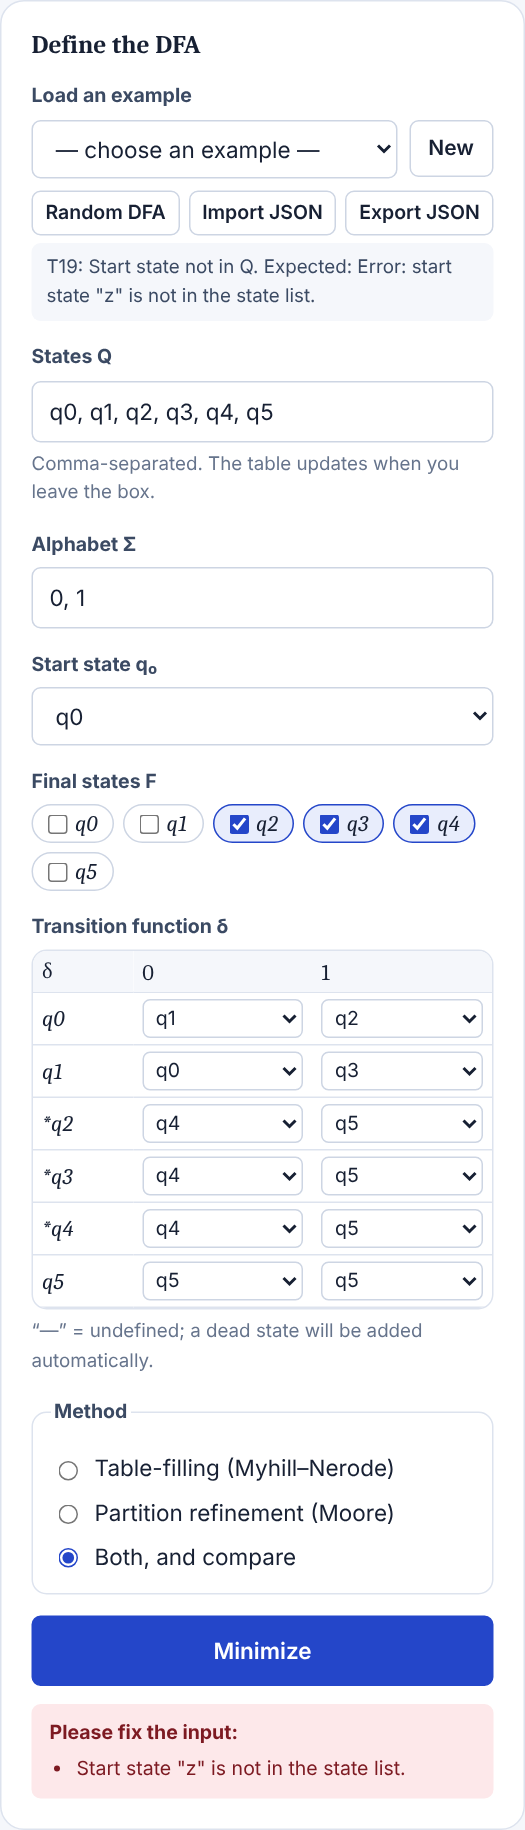 Define the DFA
Load an example
— choose an example —
New
Random DFA
Import JSON
Export JSON
T19: Start state not in Q. Expected: Error: start
state "z" is not in the state list.
States Q
q0, q1, q2, q3, q4, q5
Comma-separated. The table updates when you
leave the box.
Alphabet Σ
0, 1
Start state q₀
q0
Final states F
q0 q1 q2 q3 q4
q5
Transition function δ
δ 0 1
q0 q1 q2
q1 q0 q3
*q2 q4 q5
*q3 q4 q5
*q4 q4 q5
q5 q5 q5
“—” = undefined; a dead state will be added
automatically.
Method
Table-filling (Myhill–Nerode)
Partition refinement (Moore)
Both, and compare
Minimize
Please fix the input:
• Start state "z" is not in the state list.